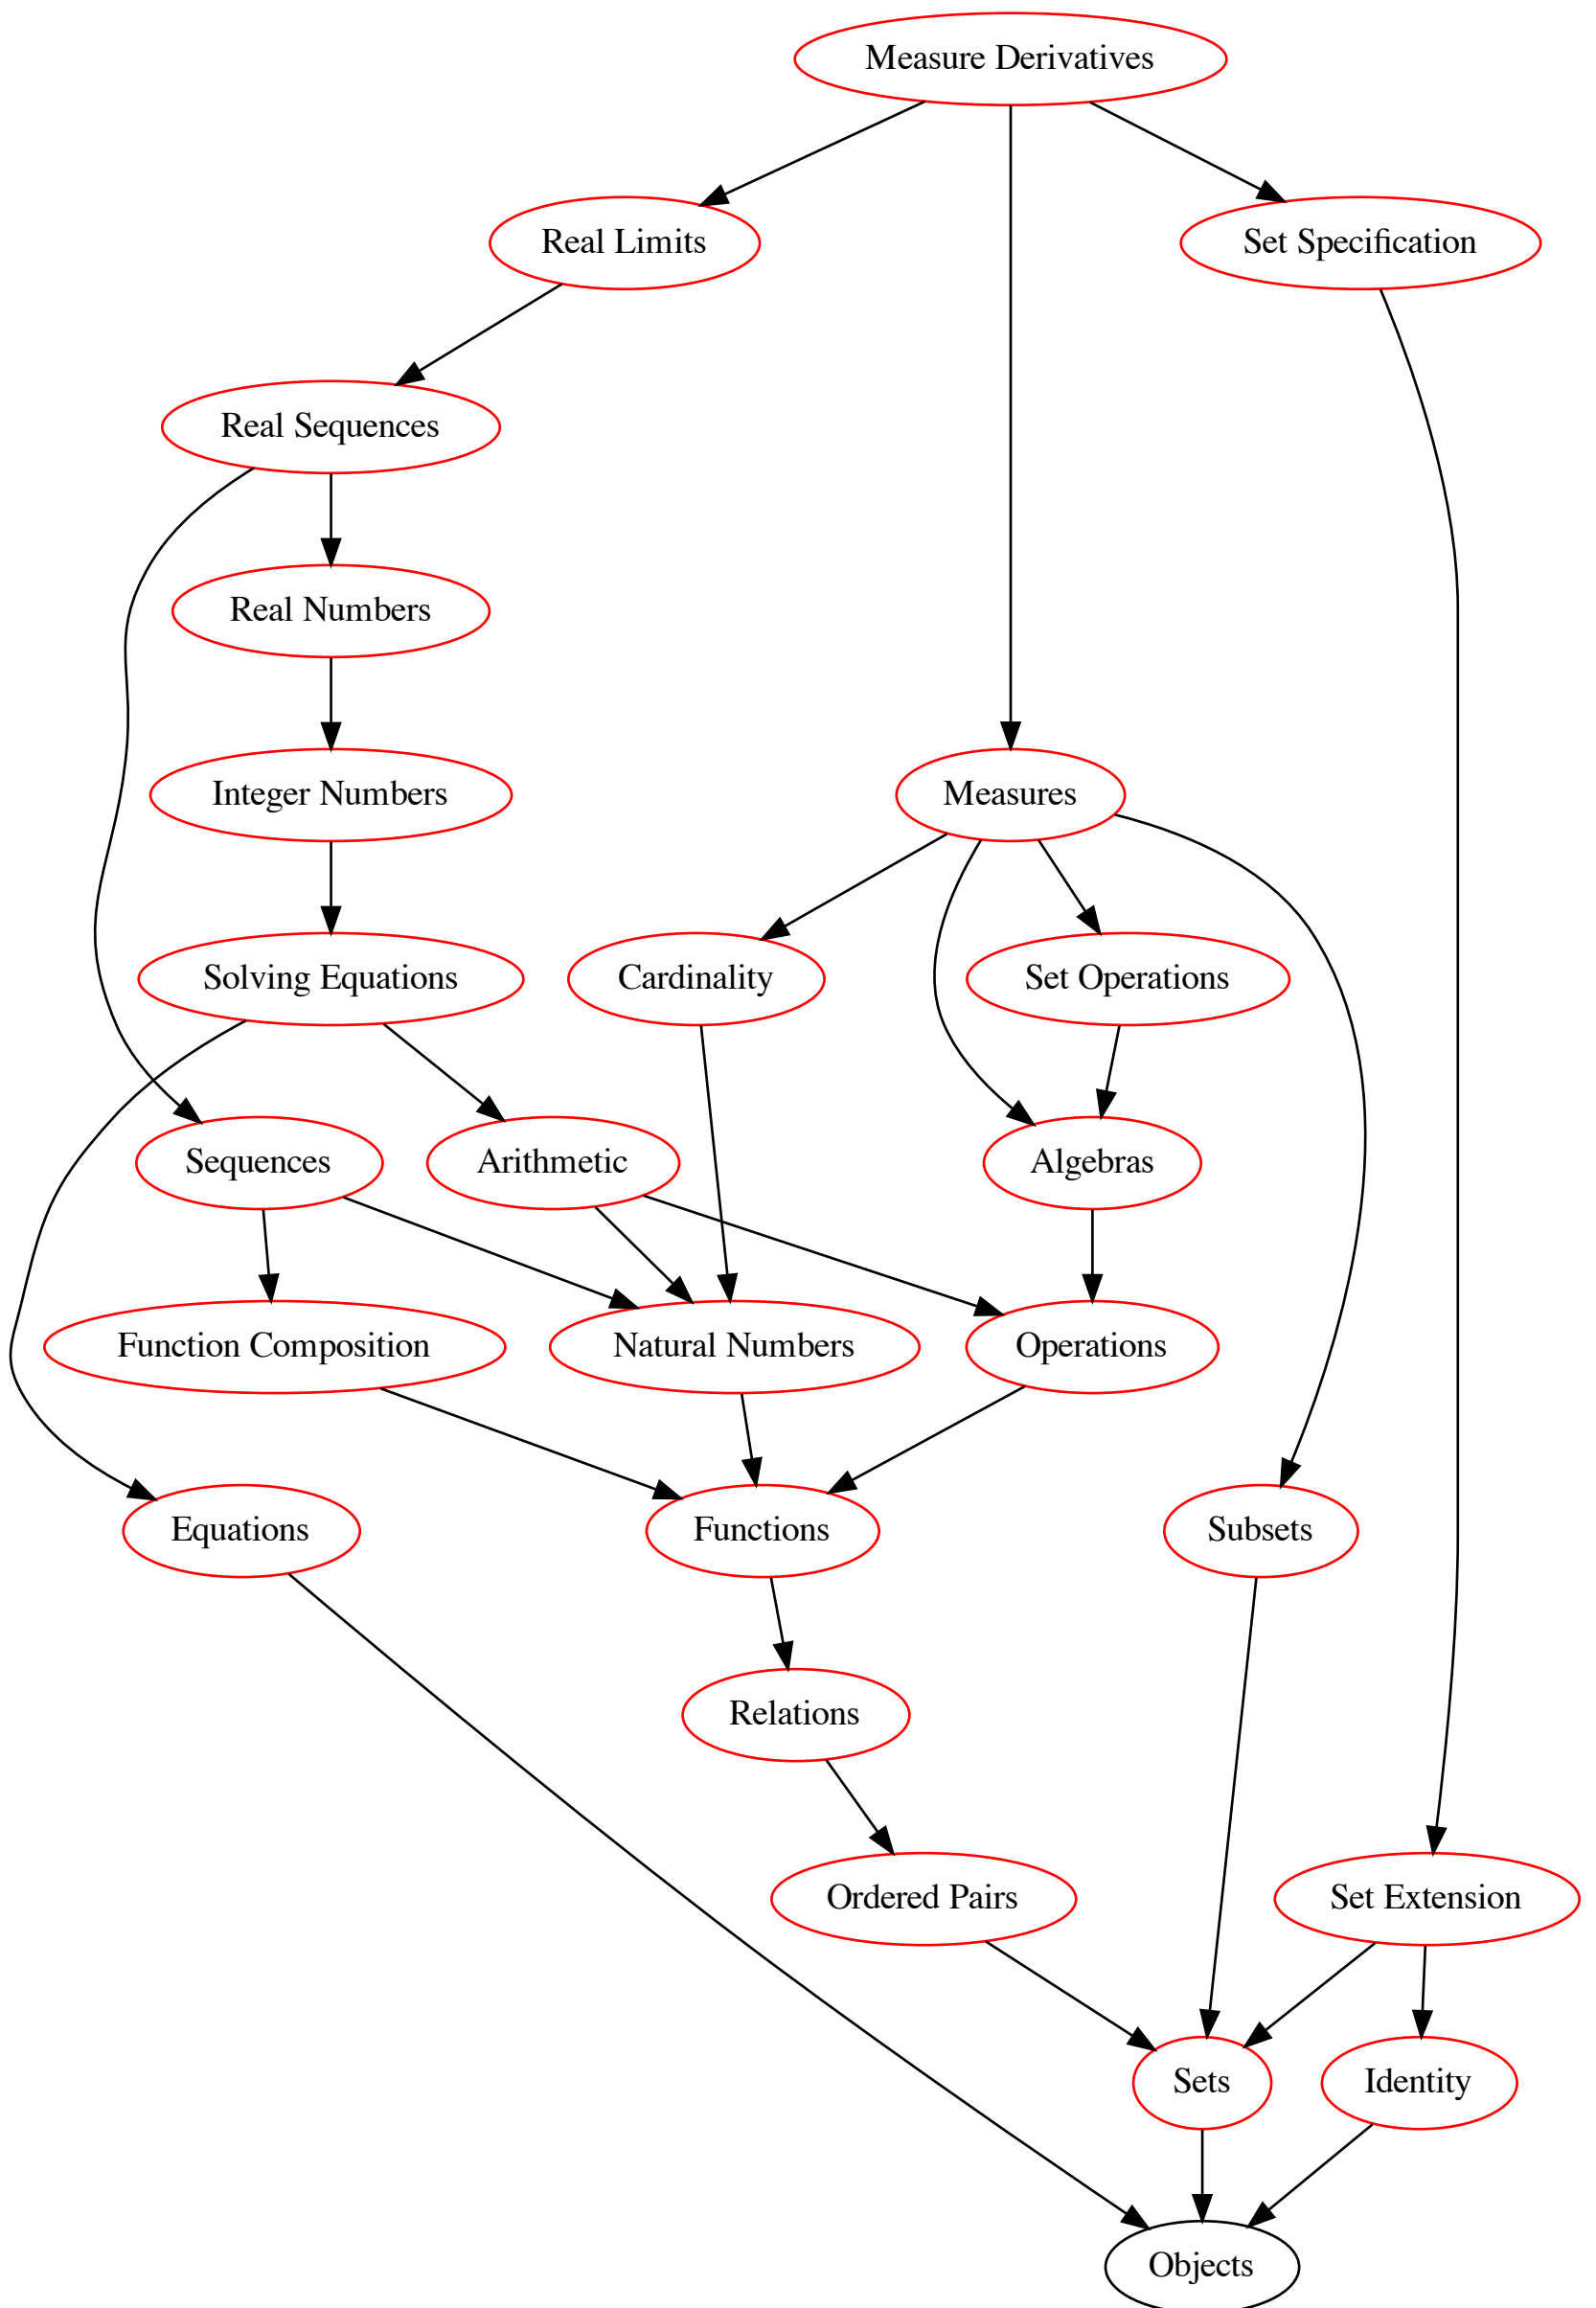 Measure Derivatives
Real Limits
Set Specification
Real Sequences
Real Numbers
Integer Numbers
Measures
Solving Equations
Cardinality
Set Operations
Sequences
Arithmetic
Algebras
Function Composition
Natural Numbers
Operations
Equations
Functions
Subsets
Relations
Ordered Pairs
Set Extension
Sets
Identity
Objects